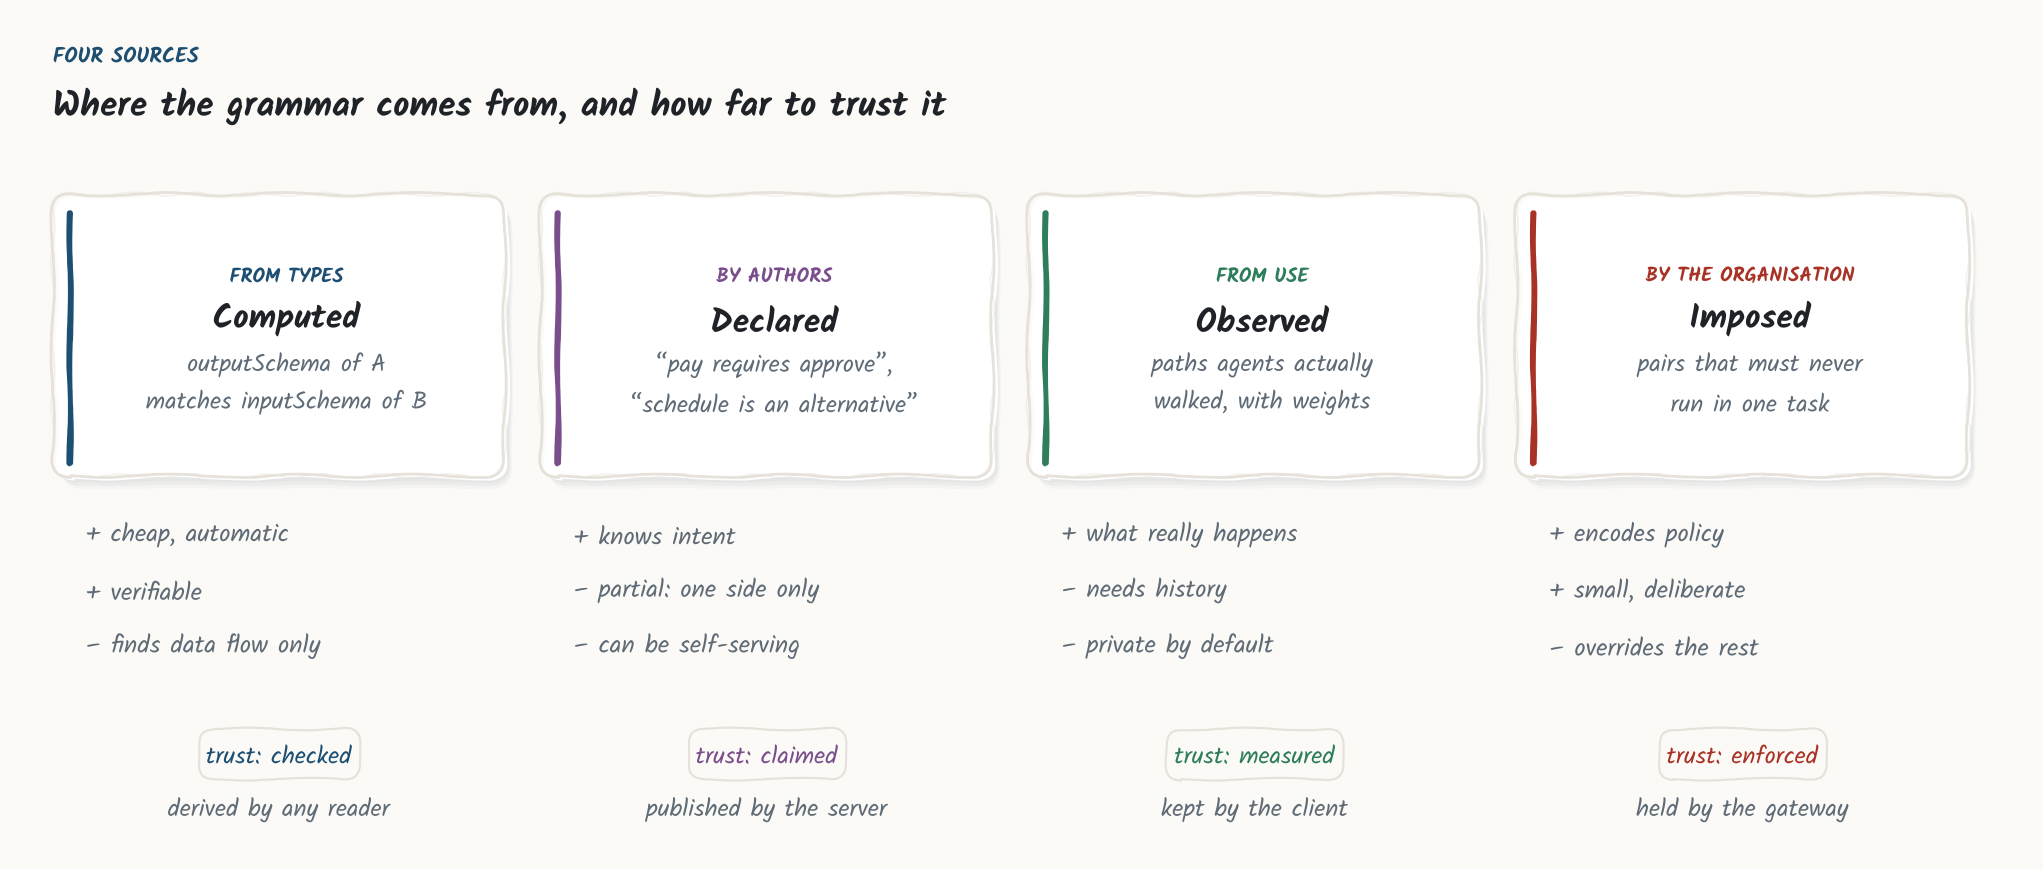 FOUR SOURCES
Where the grammar comes from, and how far to trust it
FROM TYPES
Computed
outputSchema of A
matches inputSchema of B
+ cheap, automatic
+ verifiable
– finds data flow only
trust: checked
derived by any reader
BY AUTHORS
Declared
“pay requires approve”,
“schedule is an alternative”
+ knows intent
– partial: one side only
– can be self-serving
trust: claimed
published by the server
FROM USE
Observed
paths agents actually
walked, with weights
+ what really happens
– needs history
– private by default
trust: measured
kept by the client
BY THE ORGANISATION
Imposed
pairs that must never
run in one task
+ encodes policy
+ small, deliberate
– overrides the rest
trust: enforced
held by the gateway